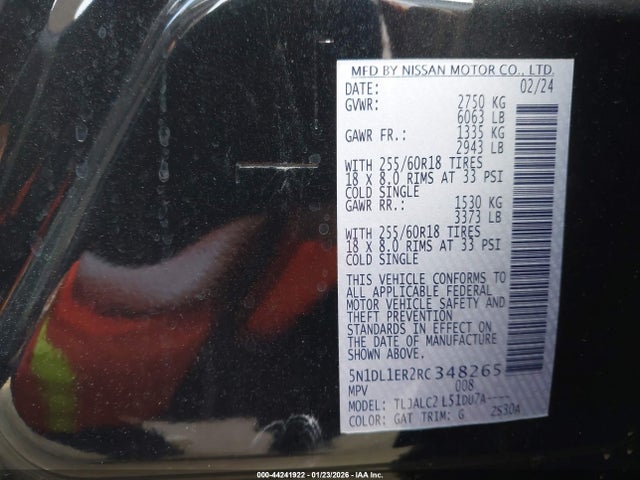 MFD BY NISSAN MOTOR CO., LTD.
DATE: 02/24
GVWR: 2750 KG
6063 LB
GAWR FR.: 1335 KG
2943 LB
WITH 255/60R18 TIRES
18 X 8.0 RIMS AT 33 PSI
COLD SINGLE
GAWR RR.: 1530 KG
3373 LB
WITH 255/60R18 TIRES
18 X 8.0 RIMS AT 33 PSI
COLD SINGLE
THIS VEHICLE CONFORMS TO
ALL APPLICABLE FEDERAL
MOTOR VEHICLE SAFETY AND
THEFT PREVENTION
STANDARDS IN EFFECT ON
THE DATE OF MANUFACTURE
SHOWN ABOVE.
5N1DL1ER2RC348265
MPV 008
MODEL: TLJALC2 L51DU7A----
COLOR: GAT TRIM: G 2S30A
000-44241922 - 01/23/2026 - IAA Inc.